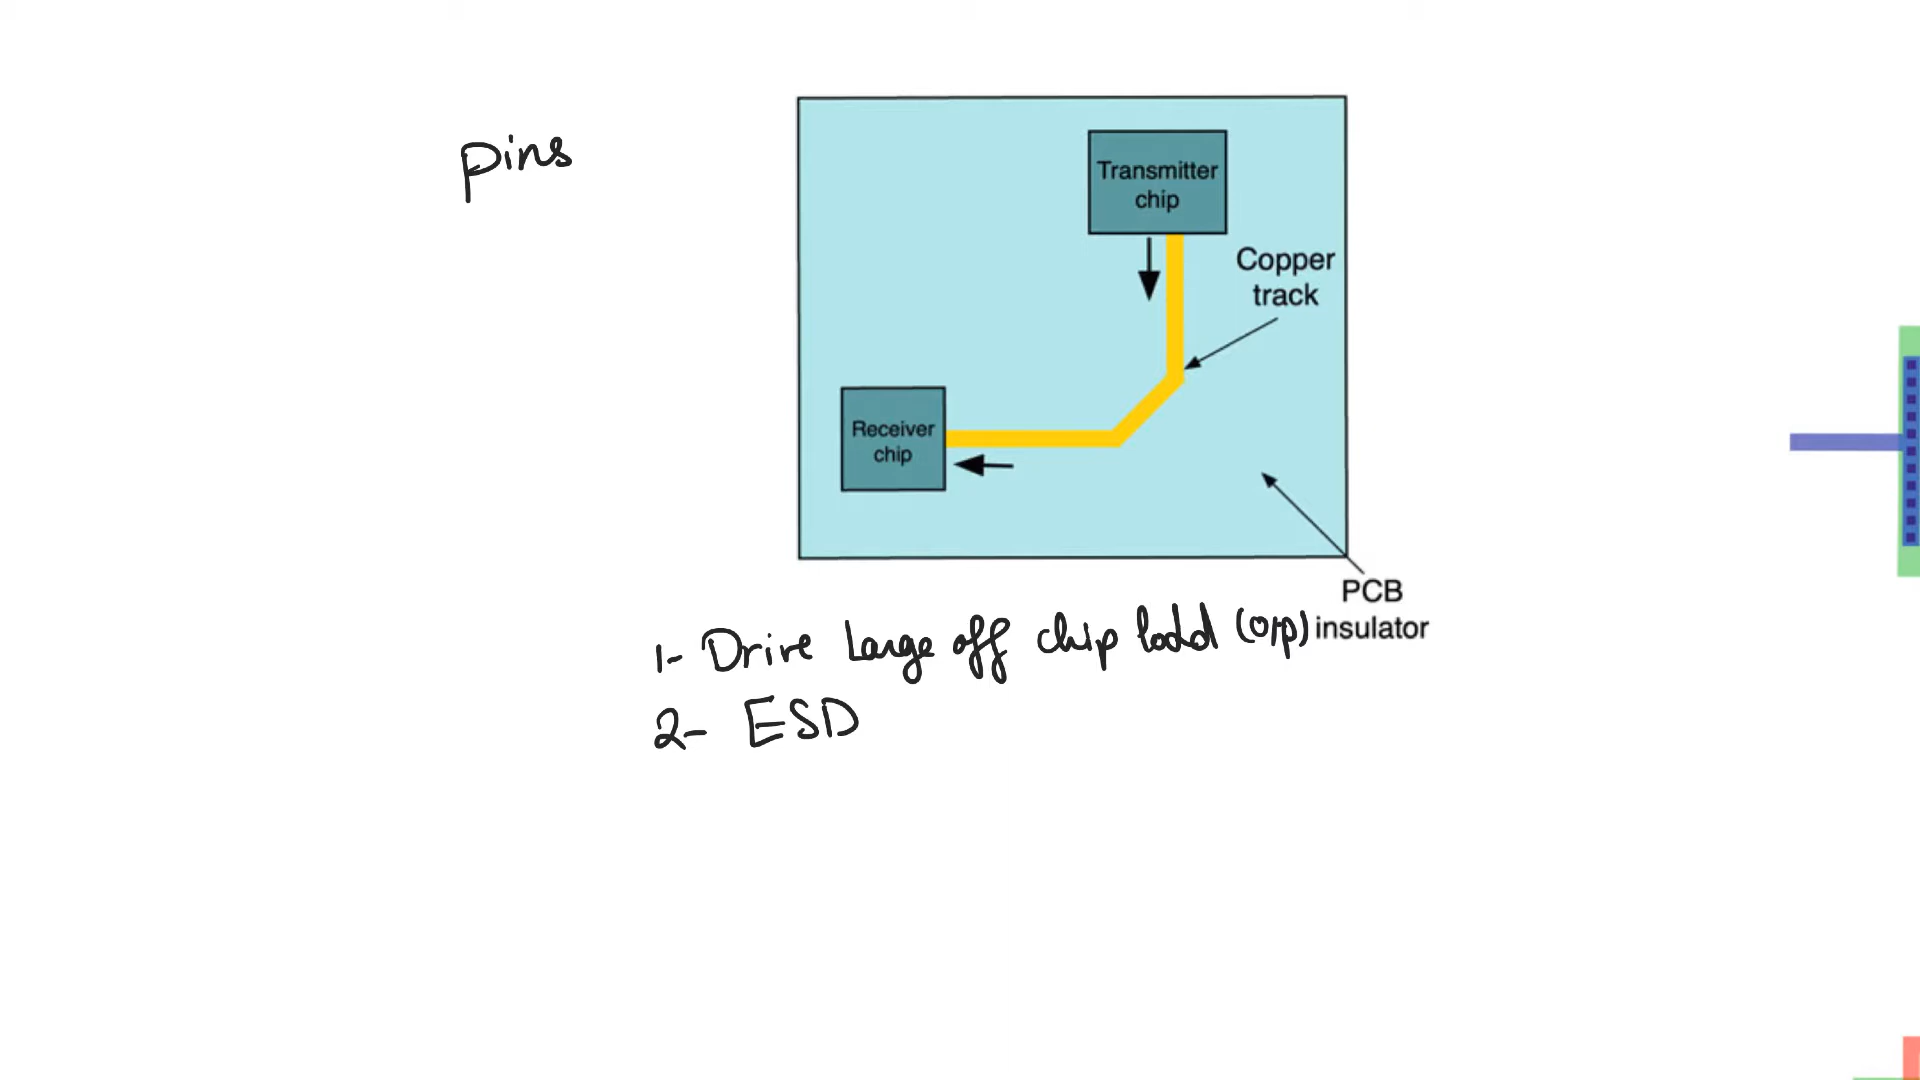 pins
Transmitter
chip
Copper
track
Receiver
chip
PCB
insulator
1- Drive Large off chip load (o/p)
2- ESD